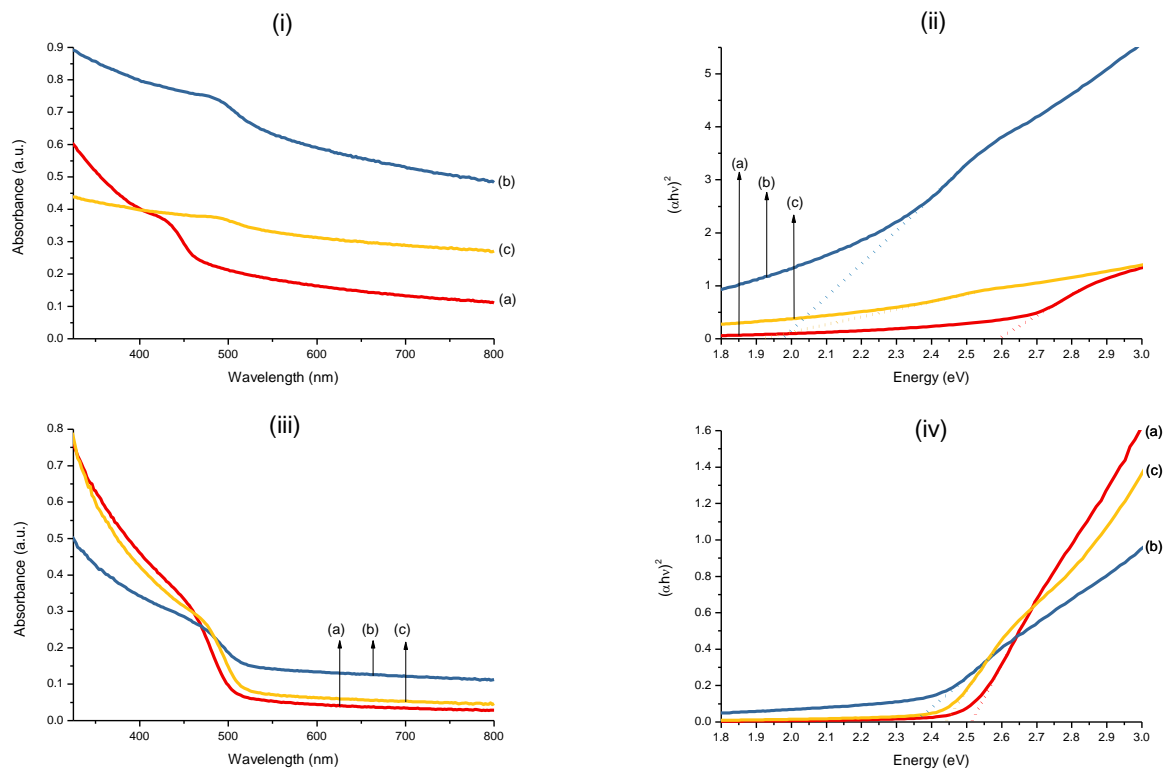 (i)
0.9
0.8
0.7
0.6
0.5
0.4
0.3
0.2
0.1
0.0
Absorbance (a.u.)
400 500 600 700 800
Wavelength (nm)
(b)
(c)
(a)
(ii)
5
4
3
2
1
0
(αhν)²
(a)
(b)
(c)
1.8 1.9 2.0 2.1 2.2 2.3 2.4 2.5 2.6 2.7 2.8 2.9 3.0
Energy (eV)
(iii)
0.8
0.7
0.6
0.5
0.4
0.3
0.2
0.1
0.0
Absorbance (a.u.)
(a) (b) (c)
400 500 600 700 800
Wavelength (nm)
(iv)
1.6
1.4
1.2
1.0
0.8
0.6
0.4
0.2
0.0
(αhν)²
(a)
(c)
(b)
1.8 1.9 2.0 2.1 2.2 2.3 2.4 2.5 2.6 2.7 2.8 2.9 3.0
Energy (eV)